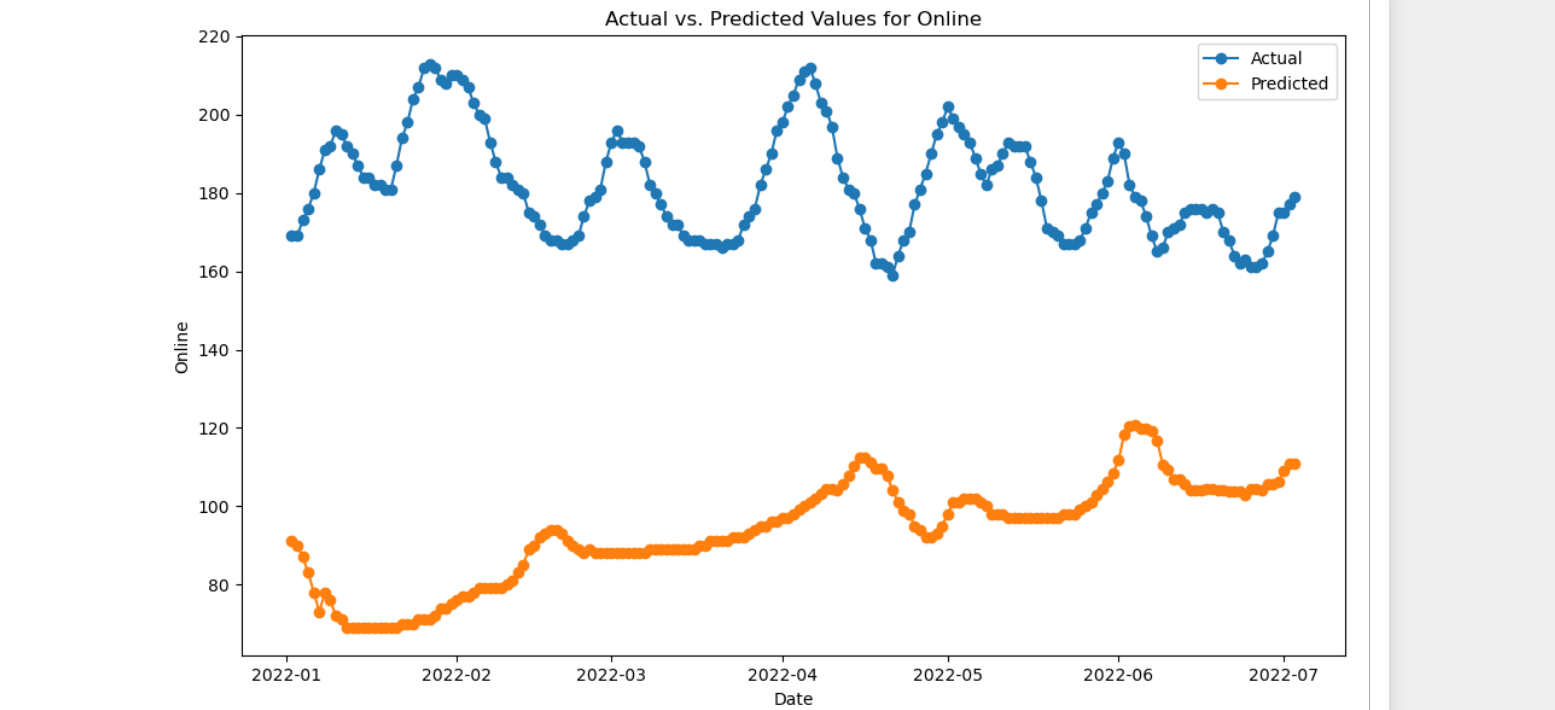 Actual vs. Predicted Values for Online
220
200
180
160
140
120
100
80
Online
Actual
Predicted
2022-01 2022-02 2022-03 2022-04 2022-05 2022-06 2022-07
Date